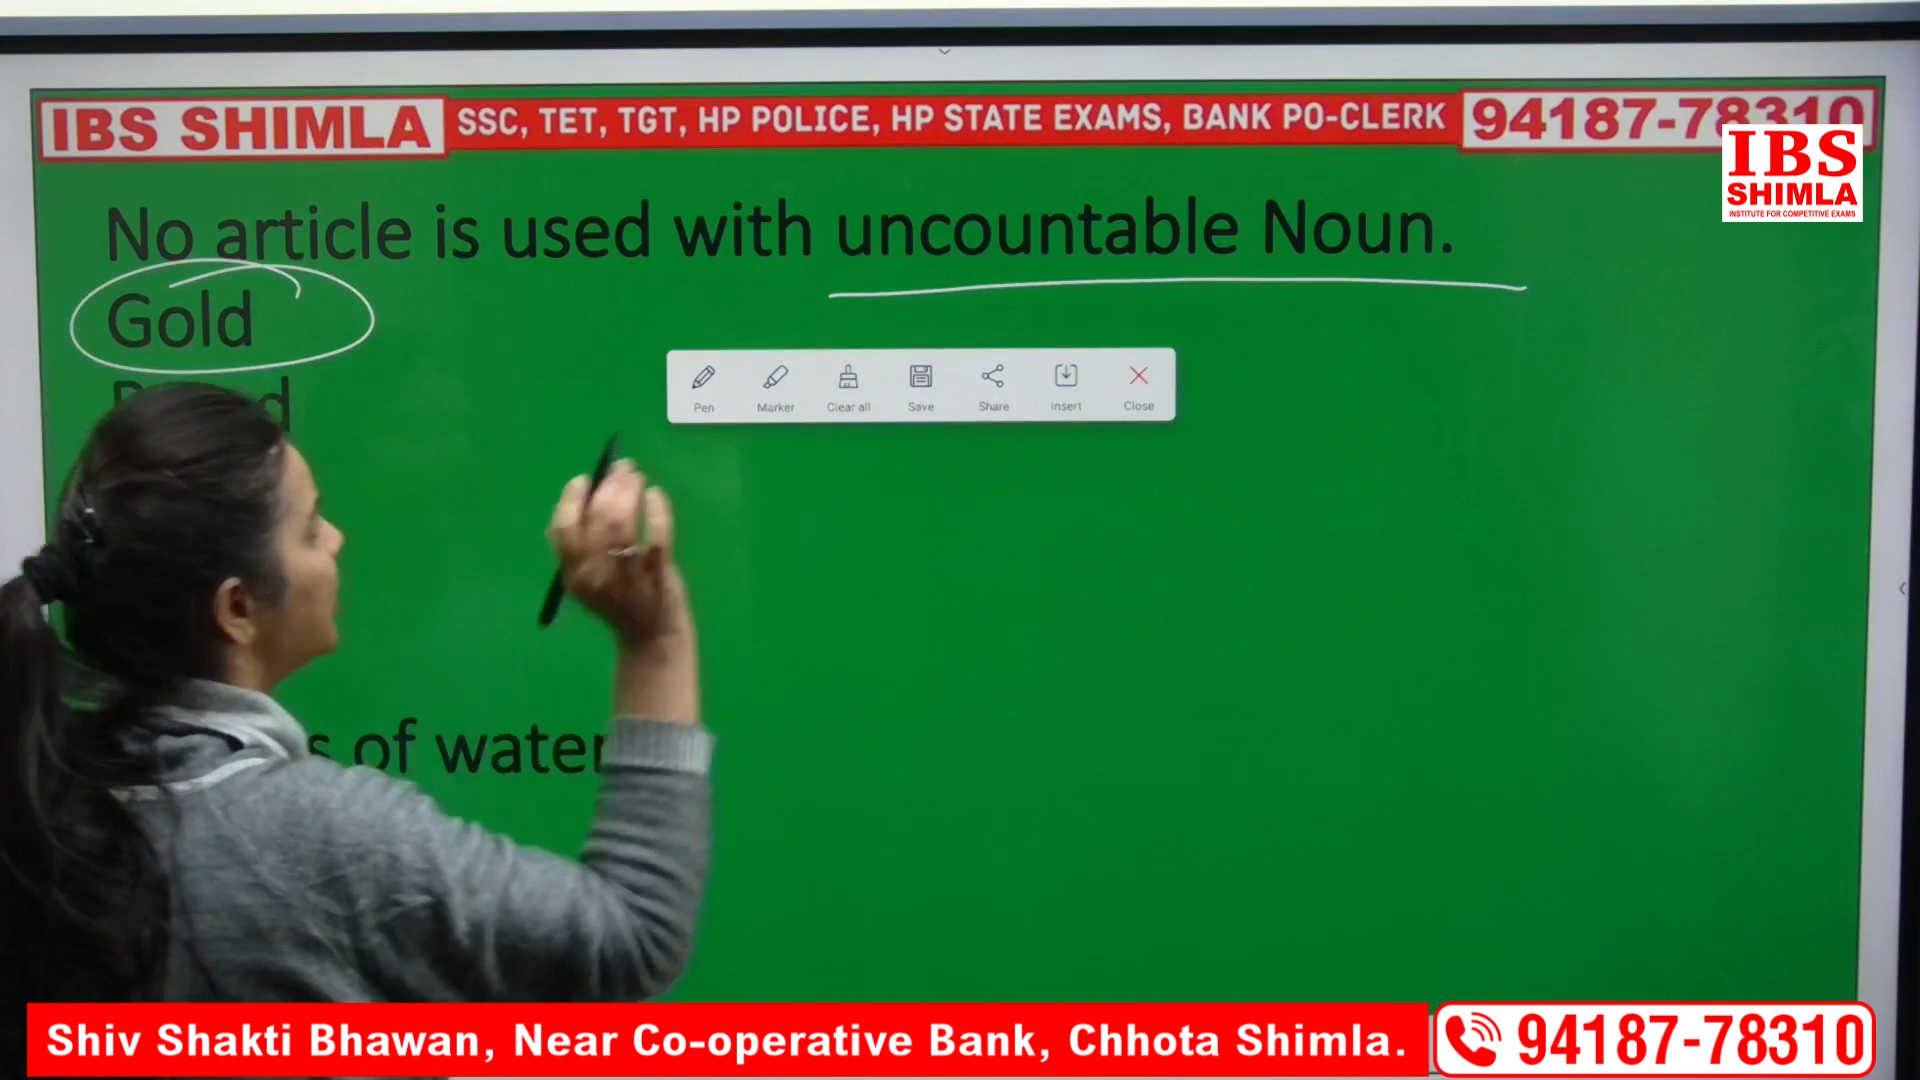 IBS SHIMLA
SSC, TET, TGT, HP POLICE, HP STATE EXAMS, BANK PO-CLERK
94187-78310
IBS
SHIMLA
INSTITUTE FOR COMPETITIVE EXAMS
No article is used with uncountable Noun.
Gold
Pen
Marker
Clear all
Save
Share
Insert
Close
of water
Shiv Shakti Bhawan, Near Co-operative Bank, Chhota Shimla.
94187-78310